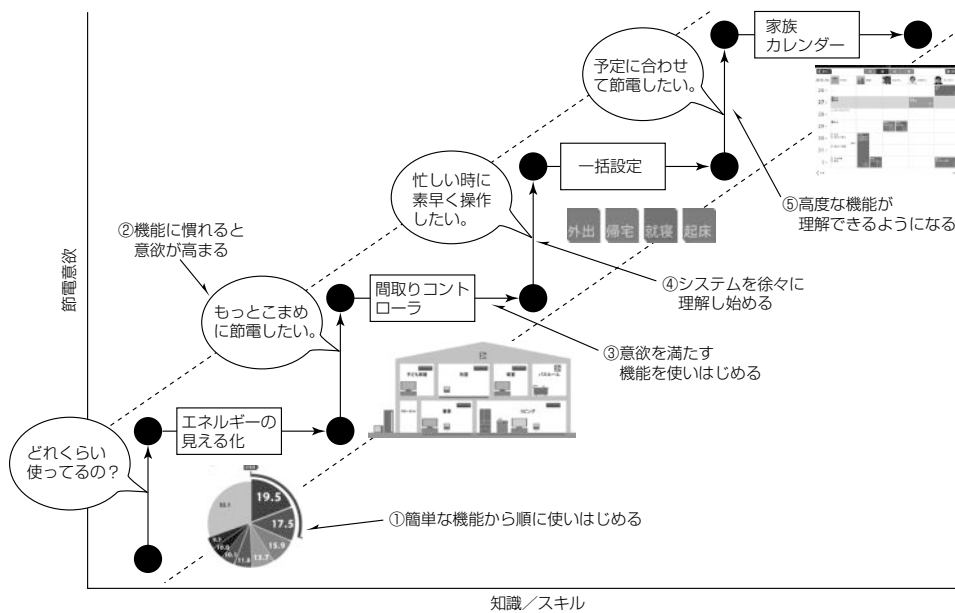 家族
カレンダー
予定に合わせ
て節電したい。
一括設定
忙しい時に
素早く操作
したい。
⑤高度な機能が
理解できるようになる
外出 帰宅 就寝 起床
②機能に慣れると
意欲が高まる
④システムを徐々に
理解し始める
節電意欲
もっとこまめ
に節電したい。
間取りコント
ローラ
③意欲を満たす
機能を使いはじめる
エネルギーの
見える化
どれくらい
使ってるの？
19.5
17.5
15.9
13.7
11.8
①簡単な機能から順に使いはじめる
知識／スキル